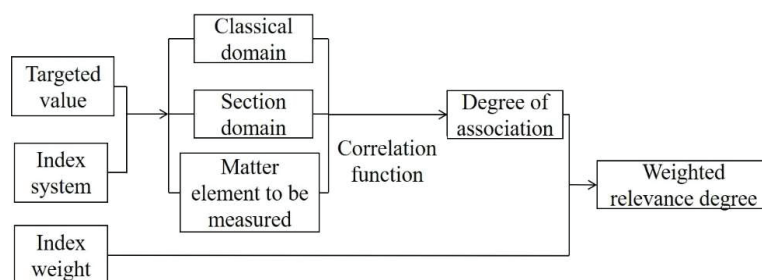 Classical
domain
Targeted
value
Section
domain
Degree of
association
Index
system
Matter
element to be
measured
Correlation
function
Weighted
relevance degree
Index
weight